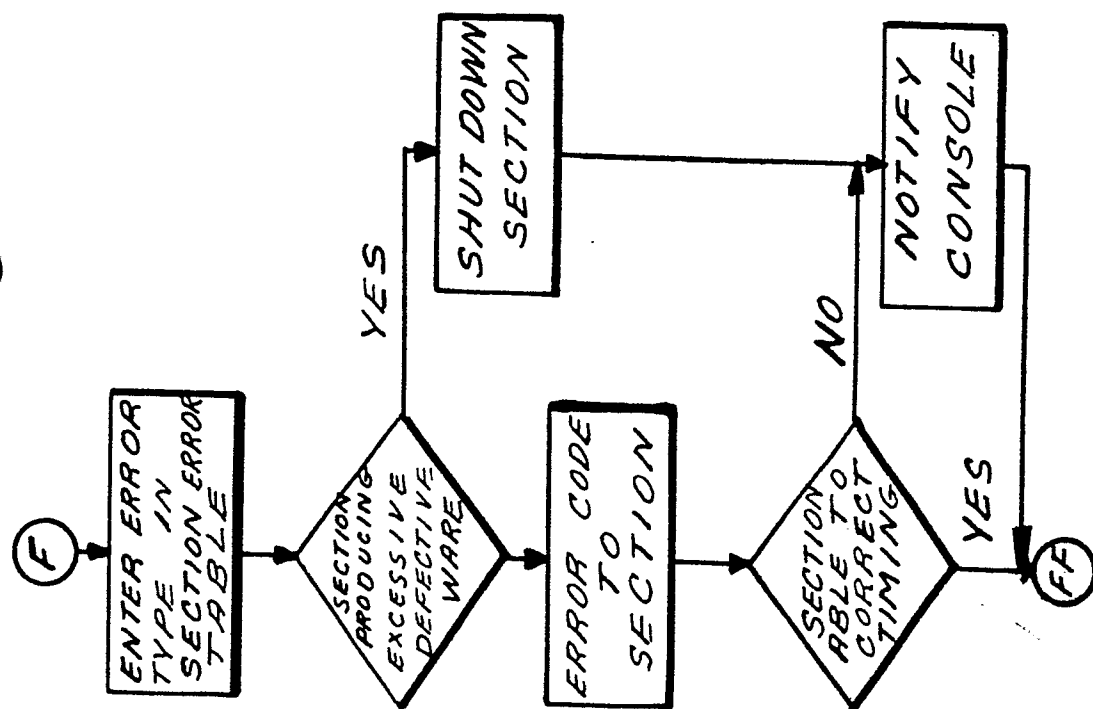 F
ENTER ERROR
TYPE IN
SECTION ERROR
TABLE
SECTION
PRODUCING
EXCESSIVE
DEFECTIVE
WARE
YES
SHUT DOWN
SECTION
ERROR CODE
TO
SECTION
SECTION
ABLE TO
CORRECT
TIMING
NO
NOTIFY
CONSOLE
YES
FF